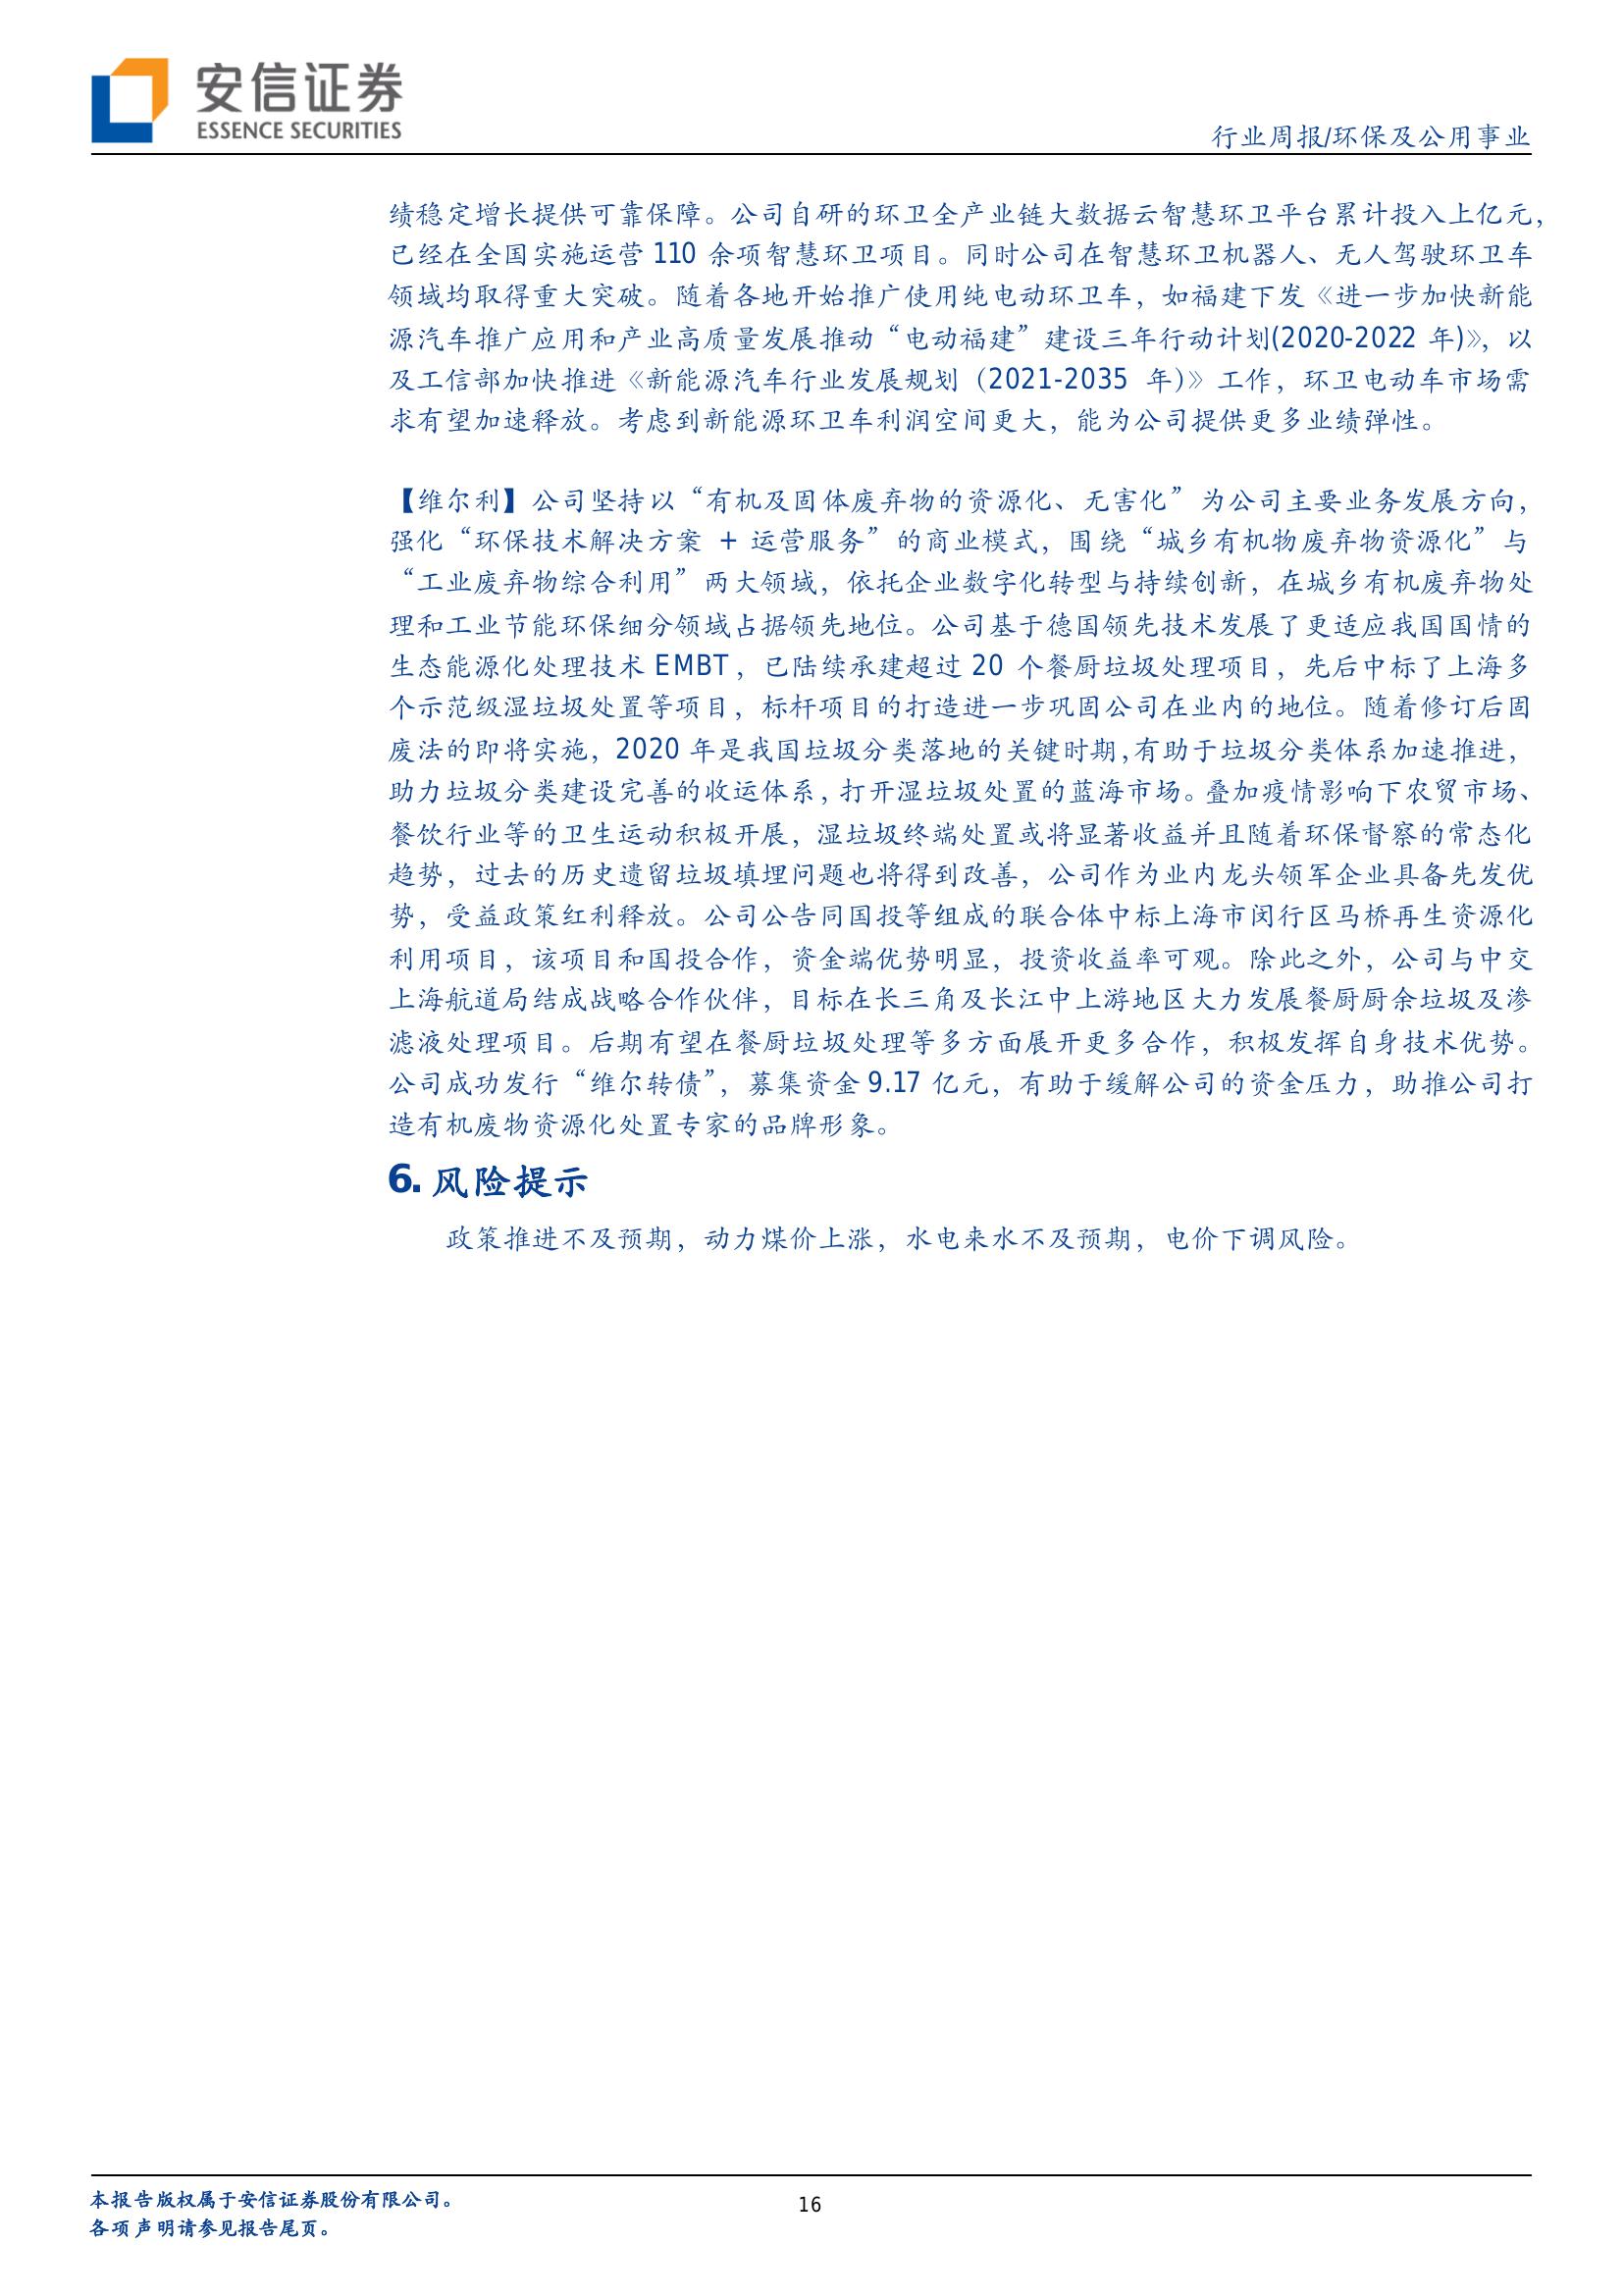 安信证券
ESSENCE SECURITIES
行业周报/环保及公用事业
绩稳定增长提供可靠保障。公司自研的环卫全产业链大数据云智慧环卫平台累计投入上亿元，
已经在全国实施运营 110 余项智慧环卫项目。同时公司在智慧环卫机器人、无人驾驶环卫车
领域均取得重大突破。随着各地开始推广使用纯电动环卫车，如福建下发《进一步加快新能
源汽车推广应用和产业高质量发展推动“电动福建”建设三年行动计划(2020-2022 年)》，以
及工信部加快推进《新能源汽车行业发展规划（2021-2035 年)》工作，环卫电动车市场需
求有望加速释放。考虑到新能源环卫车利润空间更大，能为公司提供更多业绩弹性。
【维尔利】公司坚持以“有机及固体废弃物的资源化、无害化”为公司主要业务发展方向，
强化“环保技术解决方案 + 运营服务”的商业模式，围绕“城乡有机物废弃物资源化”与
“工业废弃物综合利用”两大领域，依托企业数字化转型与持续创新，在城乡有机废弃物处
理和工业节能环保细分领域占据领先地位。公司基于德国领先技术发展了更适应我国国情的
生态能源化处理技术 EMBT，已陆续承建超过 20 个餐厨垃圾处理项目，先后中标了上海多
个示范级湿垃圾处置等项目，标杆项目的打造进一步巩固公司在业内的地位。随着修订后固
废法的即将实施，2020 年是我国垃圾分类落地的关键时期,有助于垃圾分类体系加速推进，
助力垃圾分类建设完善的收运体系，打开湿垃圾处置的蓝海市场。叠加疫情影响下农贸市场、
餐饮行业等的卫生运动积极开展，湿垃圾终端处置或将显著收益并且随着环保督察的常态化
趋势，过去的历史遗留垃圾填埋问题也将得到改善，公司作为业内龙头领军企业具备先发优
势，受益政策红利释放。公司公告同国投等组成的联合体中标上海市闵行区马桥再生资源化
利用项目，该项目和国投合作，资金端优势明显，投资收益率可观。除此之外，公司与中交
上海航道局结成战略合作伙伴，目标在长三角及长江中上游地区大力发展餐厨厨余垃圾及渗
滤液处理项目。后期有望在餐厨垃圾处理等多方面展开更多合作，积极发挥自身技术优势。
公司成功发行“维尔转债”，募集资金 9.17 亿元，有助于缓解公司的资金压力，助推公司打
造有机废物资源化处置专家的品牌形象。
6. 风险提示
政策推进不及预期，动力煤价上涨，水电来水不及预期，电价下调风险。
本报告版权属于安信证券股份有限公司。
各项声明请参见报告尾页。
16